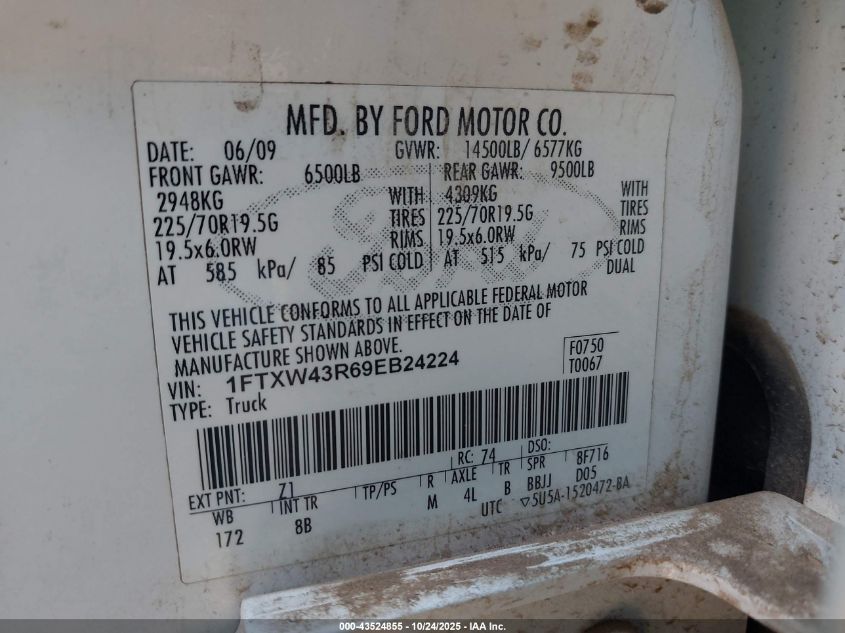 MFD. BY FORD MOTOR CO.
DATE: 06/09 GVWR: 14500LB/ 6577KG
FRONT GAWR: 6500LB REAR GAWR: 9500LB
2948KG WITH 4309KG WITH
225/70R19.5G TIRES 225/70R19.5G TIRES
19.5x6.0RW RIMS 19.5x6.0RW RIMS
AT 585 kPa/ 85 PSI COLD AT 515 kPa/ 75 PSI COLD
DUAL
Ford
THIS VEHICLE CONFORMS TO ALL APPLICABLE FEDERAL MOTOR
VEHICLE SAFETY STANDARDS IN EFFECT ON THE DATE OF
MANUFACTURE SHOWN ABOVE.
VIN: 1FTXW43R69EB24224 F0750
TYPE: Truck T0067
EXT PNT: Z1 RC: 74 DSO:
WB INT TR TP/PS R AXLE TR SPR 8F716
172 8B M 4L B BBJJ D05
UTC ▽5U5A-1520472-BA
000-43524855 - 10/24/2025 - IAA Inc.